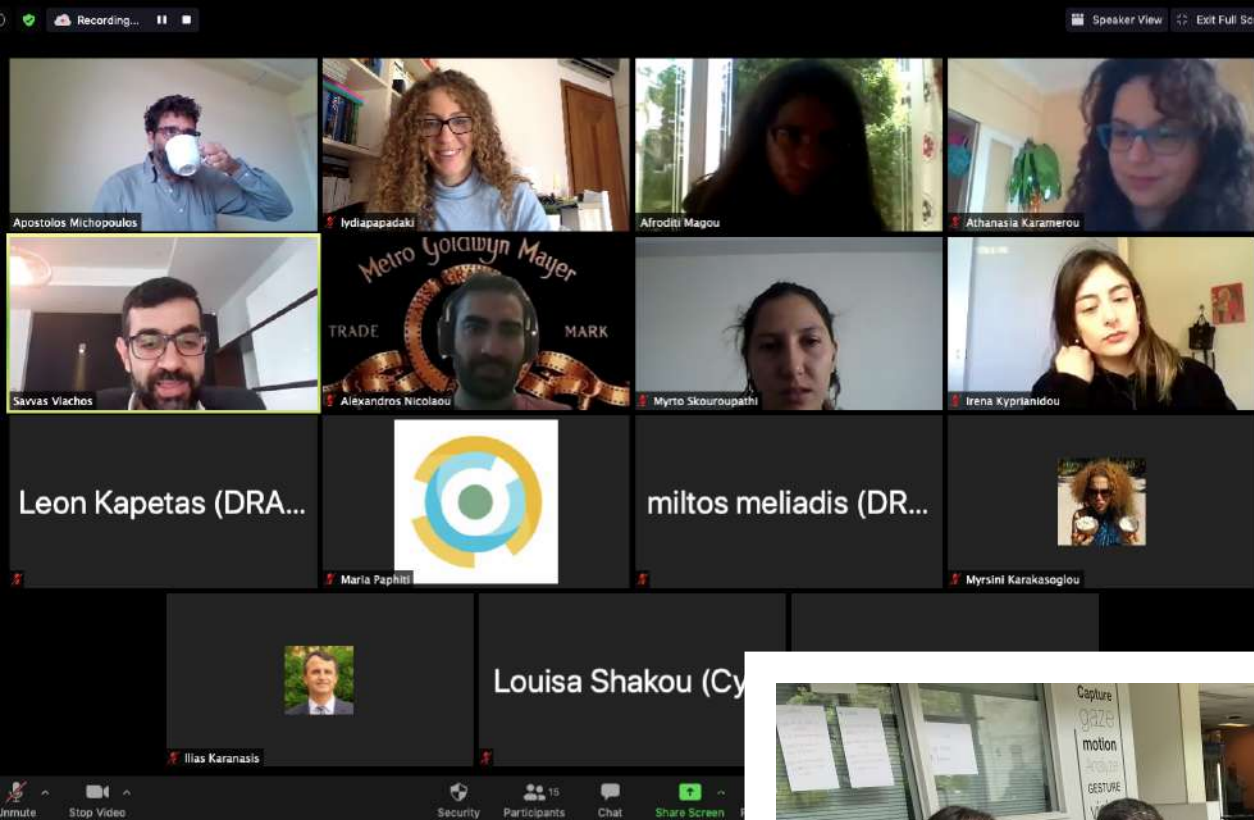 Recording...
Speaker View
Exit Full Sc
Apostolos Michopoulos
lydiapapadaki
Afroditi Magou
Athanasia Karamerou
Metro Goldwyn Mayer
TRADE MARK
Savvas Vlachos
Alexandros Nicolaou
Myrto Skouroupathi
Irena Kyprianidou
Leon Kapetas (DRA...
Maria Paphiti
miltos meliadis (DR...
Myrsini Karakasoglou
Ilias Karanasis
Louisa Shakou (Cy
Unmute
Stop Video
Security
15
Participants
Chat
Share Screen
Capture
gaze
motion
Analyze
GESTURE